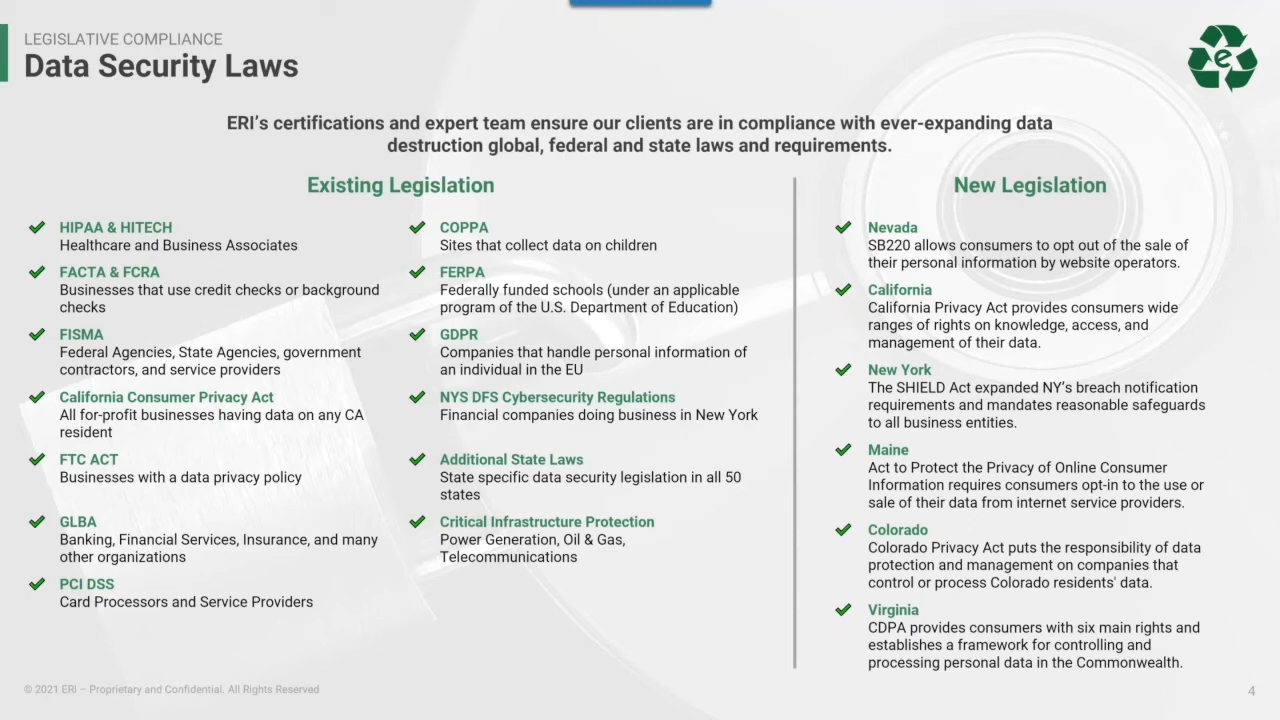 LEGISLATIVE COMPLIANCE
Data Security Laws
e
ERI's certifications and expert team ensure our clients are in compliance with ever-expanding data
destruction global, federal and state laws and requirements.
Existing Legislation
HIPAA & HITECH
Healthcare and Business Associates
FACTA & FCRA
Businesses that use credit checks or background
checks
FISMA
Federal Agencies, State Agencies, government
contractors, and service providers
California Consumer Privacy Act
All for-profit businesses having data on any CA
resident
FTC ACT
Businesses with a data privacy policy
GLBA
Banking, Financial Services, Insurance, and many
other organizations
PCI DSS
Card Processors and Service Providers
COPPA
Sites that collect data on children
FERPA
Federally funded schools (under an applicable
program of the U.S. Department of Education)
GDPR
Companies that handle personal information of
an individual in the EU
NYS DFS Cybersecurity Regulations
Financial companies doing business in New York
Additional State Laws
State specific data security legislation in all 50
states
Critical Infrastructure Protection
Power Generation, Oil & Gas,
Telecommunications
New Legislation
Nevada
SB220 allows consumers to opt out of the sale of
their personal information by website operators.
California
California Privacy Act provides consumers wide
ranges of rights on knowledge, access, and
management of their data.
New York
The SHIELD Act expanded NY's breach notification
requirements and mandates reasonable safeguards
to all business entities.
Maine
Act to Protect the Privacy of Online Consumer
Information requires consumers opt-in to the use or
sale of their data from internet service providers.
Colorado
Colorado Privacy Act puts the responsibility of data
protection and management on companies that
control or process Colorado residents' data.
Virginia
CDPA provides consumers with six main rights and
establishes a framework for controlling and
processing personal data in the Commonwealth.
© 2021 ERI – Proprietary and Confidential. All Rights Reserved
4